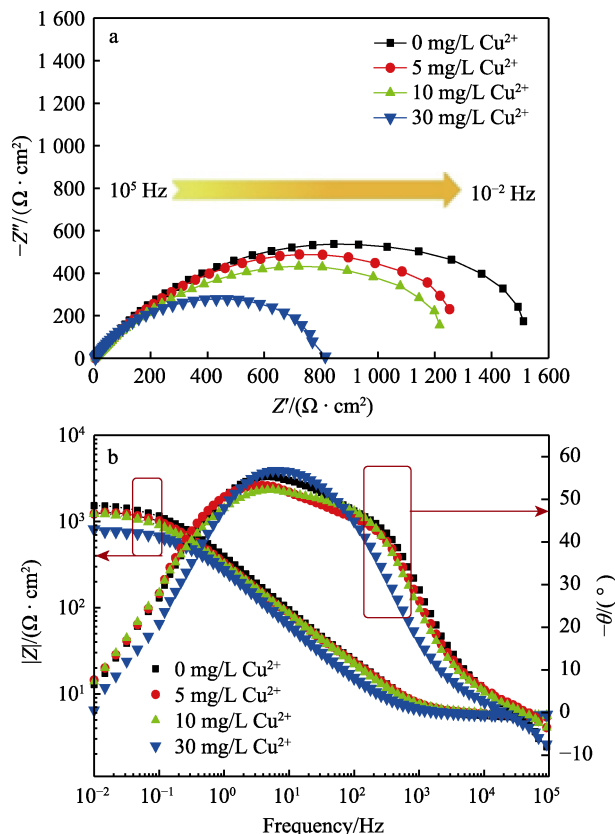 a
1 600
1 400
1 200
1 000
800
600
400
200
0
−Z″/(Ω · cm²)
0 mg/L Cu²⁺
5 mg/L Cu²⁺
10 mg/L Cu²⁺
30 mg/L Cu²⁺
10⁵ Hz
10⁻² Hz
0 200 400 600 800 1 000 1 200 1 400 1 600
Z′/(Ω · cm²)
b
10⁴
10³
10²
10¹
|Z|/(Ω · cm²)
60
50
40
30
20
10
0
−10
−θ/(°)
0 mg/L Cu²⁺
5 mg/L Cu²⁺
10 mg/L Cu²⁺
30 mg/L Cu²⁺
10⁻² 10⁻¹ 10⁰ 10¹ 10² 10³ 10⁴ 10⁵
Frequency/Hz